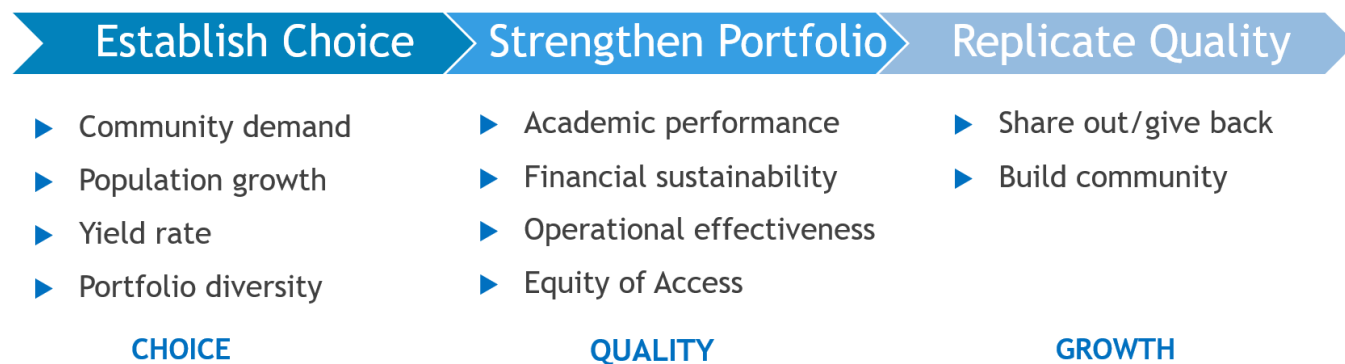 Establish Choice
Strengthen Portfolio
Replicate Quality
Community demand
Population growth
Yield rate
Portfolio diversity
CHOICE
Academic performance
Financial sustainability
Operational effectiveness
Equity of Access
QUALITY
Share out/give back
Build community
GROWTH